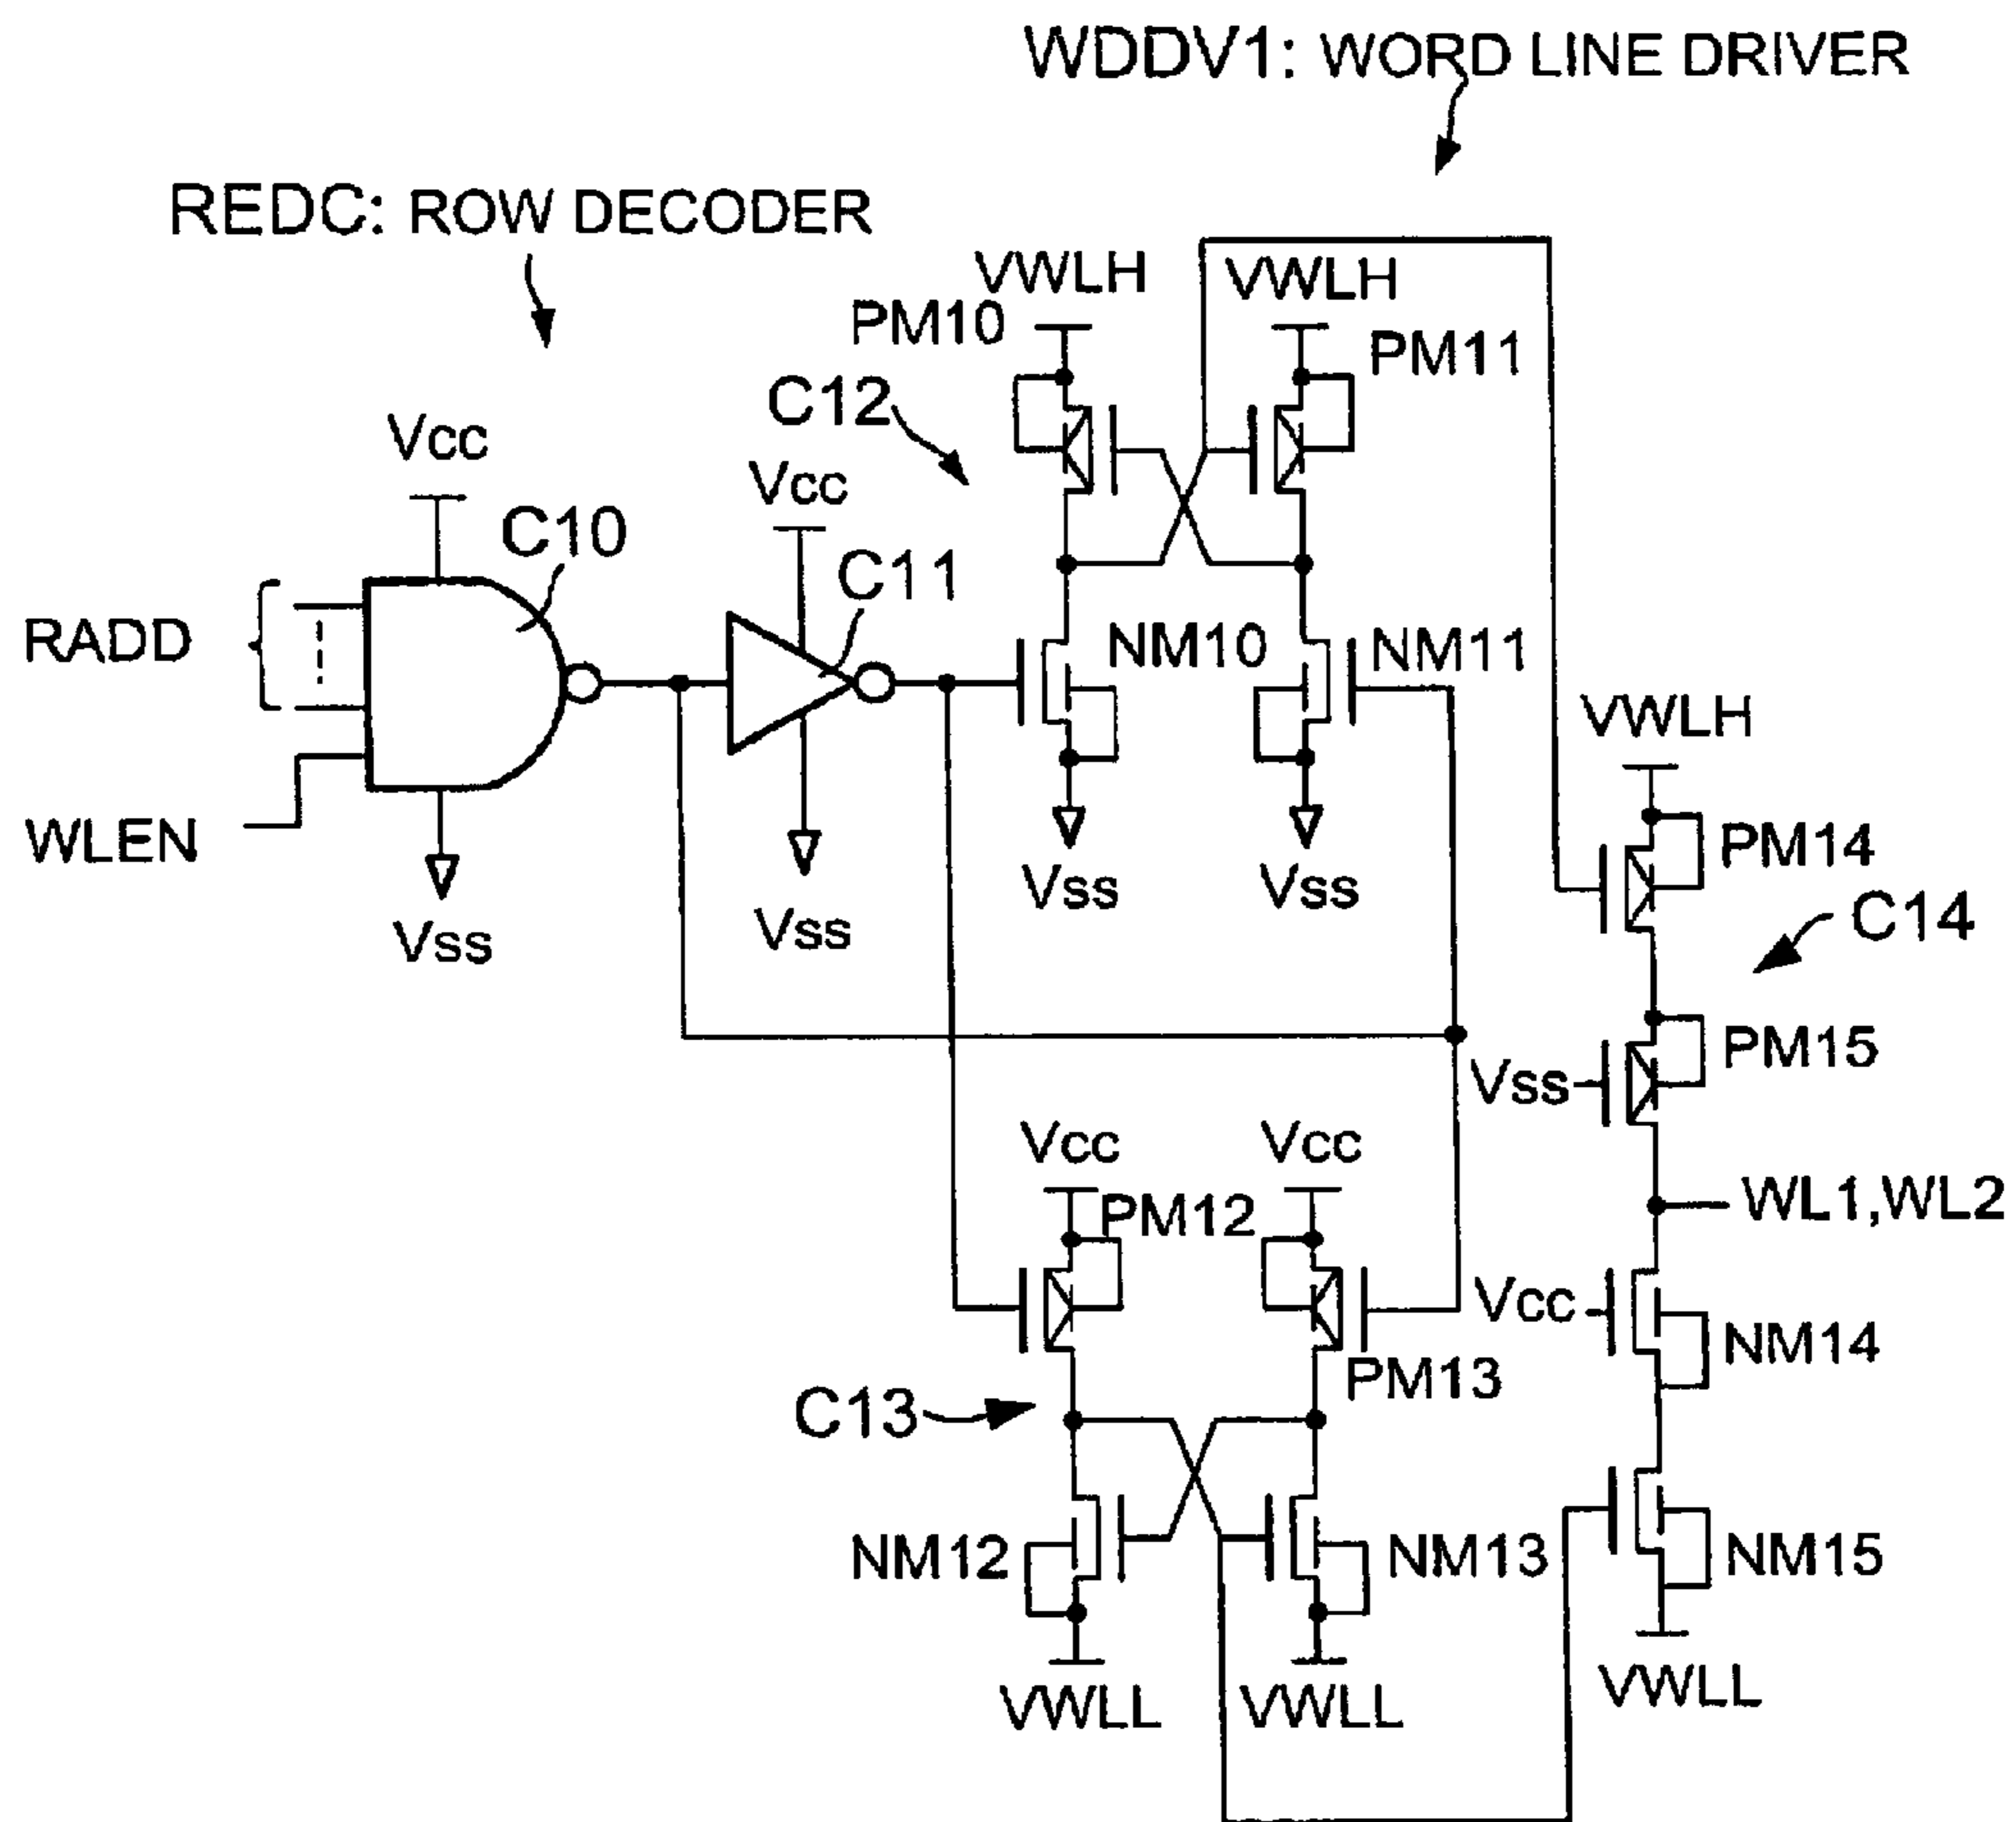 WDDV1: WORD LINE DRIVER
REDC: ROW DECODER
VWLH
VWLH
PM10
PM11
C12
Vcc
Vcc
C10
C11
RADD
NM10
NM11
VWLH
WLEN
PM14
Vss
Vss
C14
Vss
Vss
PM15
Vss
Vcc
Vcc
PM12
WL1,WL2
Vcc
NM14
PM13
C13
NM12
NM13
NM15
VWLL
VWLL
VWLL